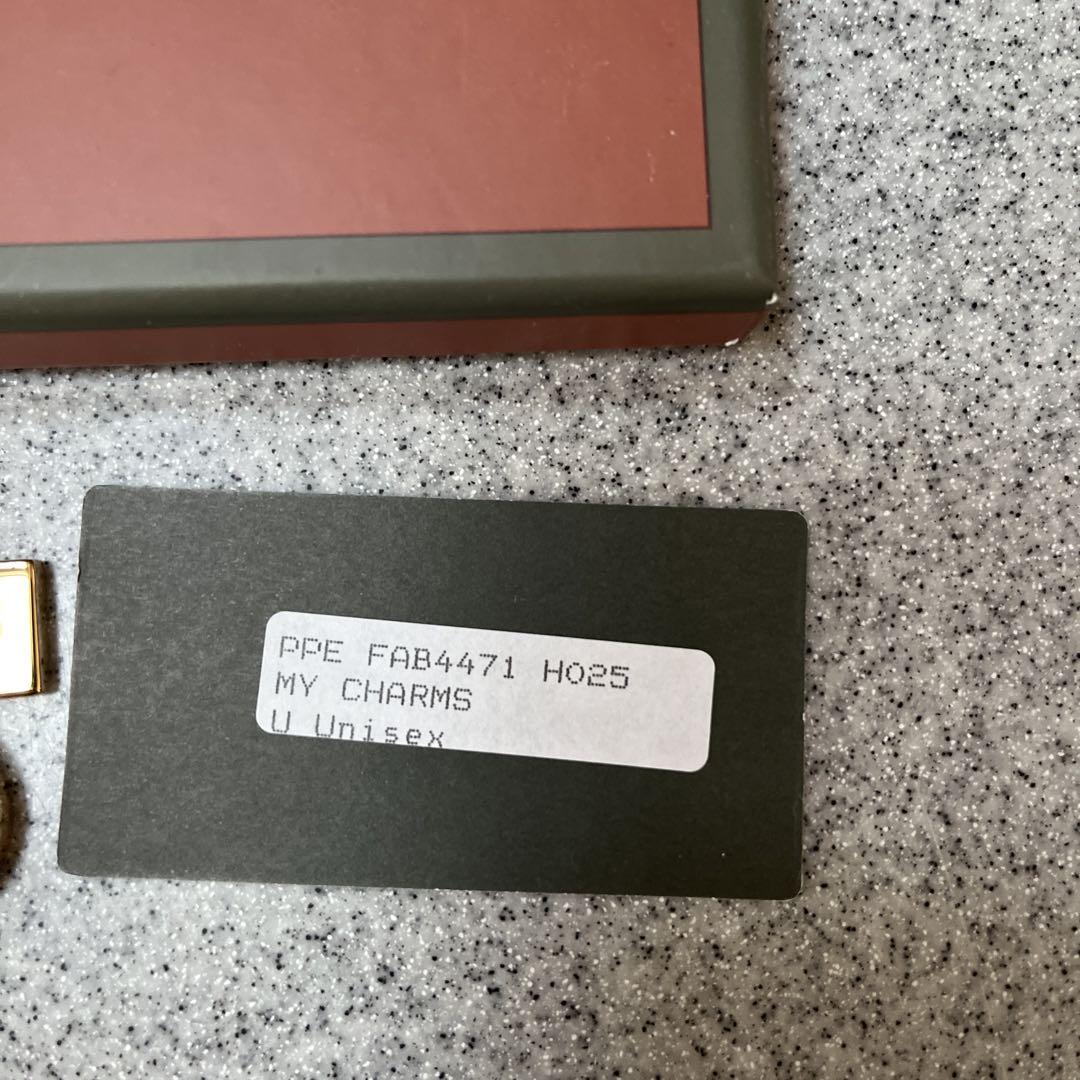 PPE FAB4471 H025
MY CHARMS
U Unisex